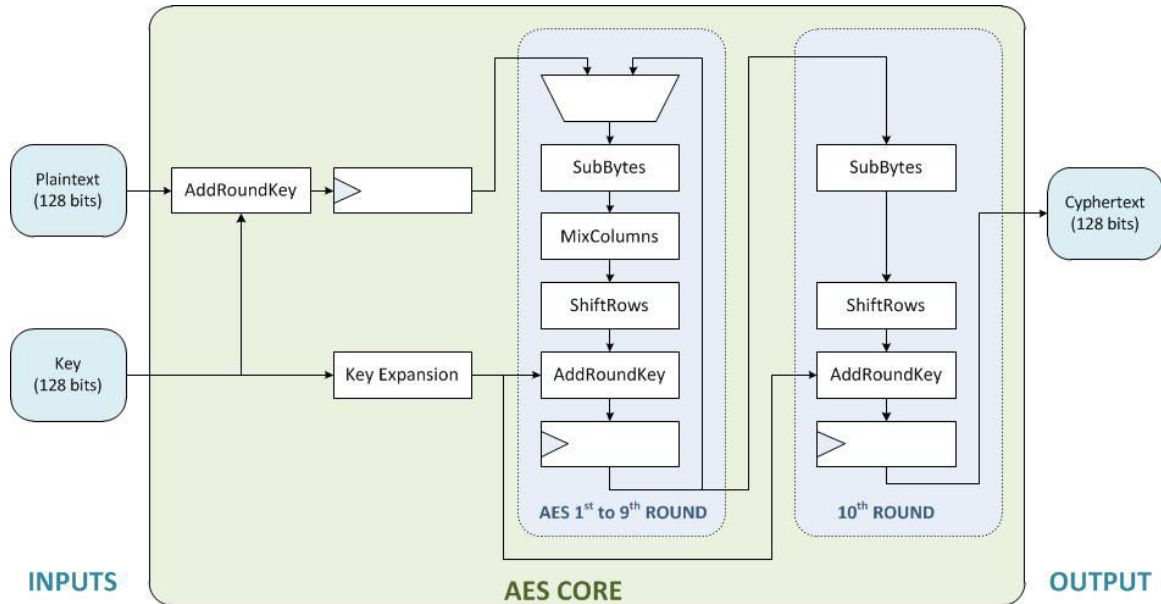 Plaintext
(128 bits)
AddRoundKey
Key
(128 bits)
Key Expansion
SubBytes
MixColumns
ShiftRows
AddRoundKey
AES 1st to 9th ROUND
SubBytes
ShiftRows
AddRoundKey
10th ROUND
Cyphertext
(128 bits)
INPUTS
AES CORE
OUTPUT